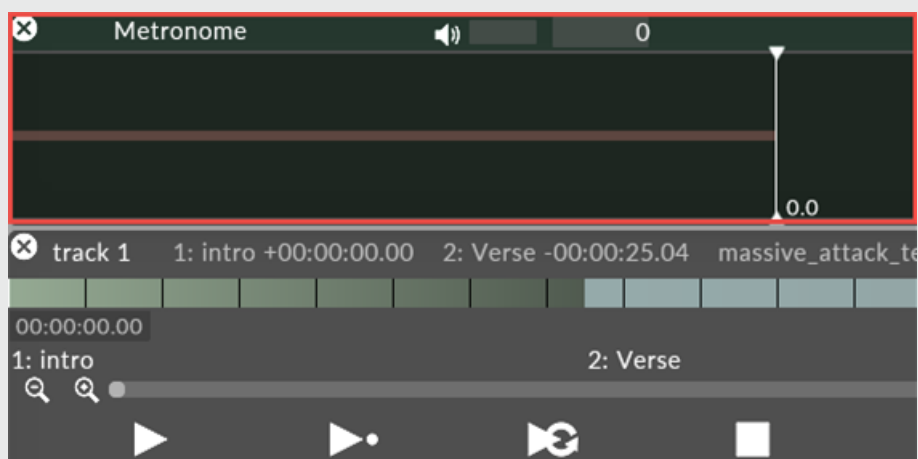 Metronome 0
0.0
track 1 1: intro +00:00:00.00 2: Verse -00:00:25.04 massive_attack_te
00:00:00.00
1: intro 2: Verse